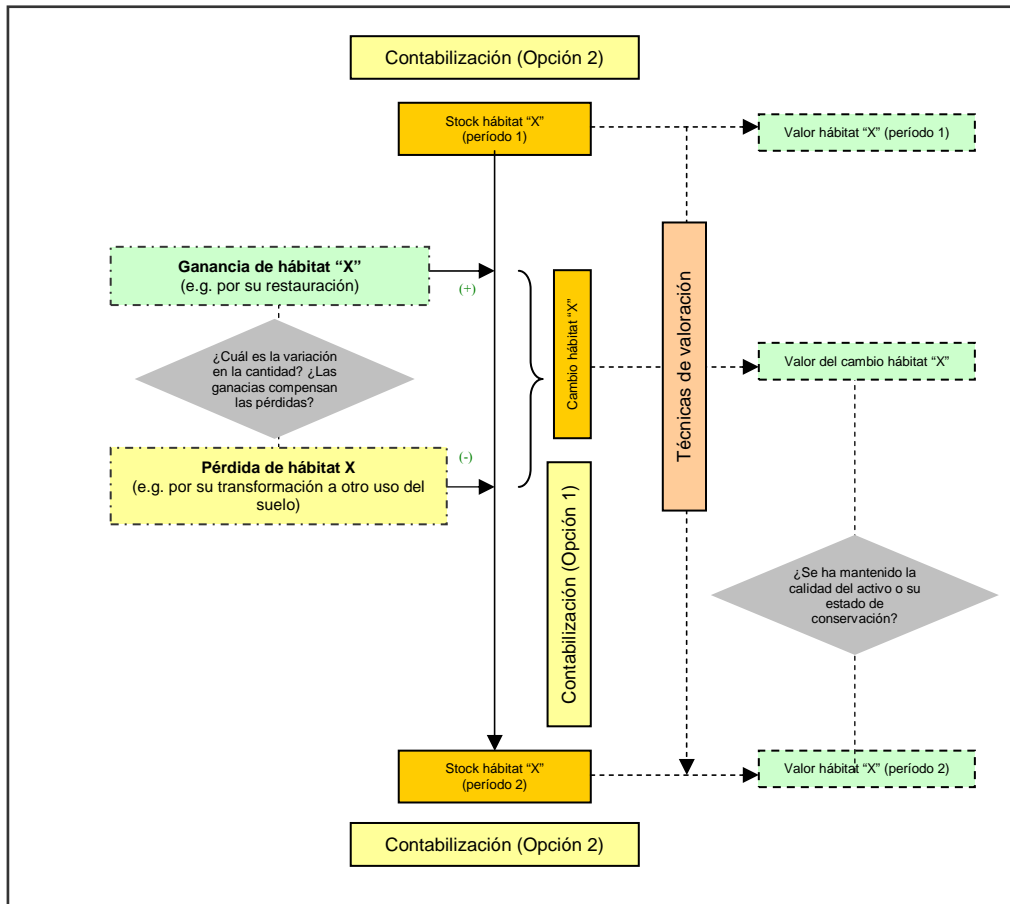 Contabilización (Opción 2)
Stock hábitat “X”
(período 1)
Valor hábitat “X” (período 1)
Ganancia de hábitat “X”
(e.g. por su restauración)
(+)
¿Cuál es la variación
en la cantidad? ¿Las
ganacias compensan
las pérdidas?
Pérdida de hábitat X
(e.g. por su transformación a otro uso del
suelo)
(-)
Cambio hábitat “X”
Contabilización (Opción 1)
Técnicas de valoración
Valor del cambio hábitat “X”
¿Se ha mantenido la
calidad del activo o su
estado de
conservación?
Stock hábitat “X”
(período 2)
Valor hábitat “X” (período 2)
Contabilización (Opción 2)